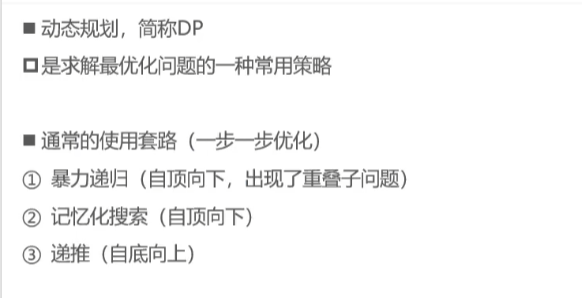 ■ 动态规划，简称DP
□ 是求解最优化问题的一种常用策略
■ 通常的使用套路（一步一步优化）
① 暴力递归（自顶向下，出现了重叠子问题）
② 记忆化搜索（自顶向下）
③ 递推（自底向上）